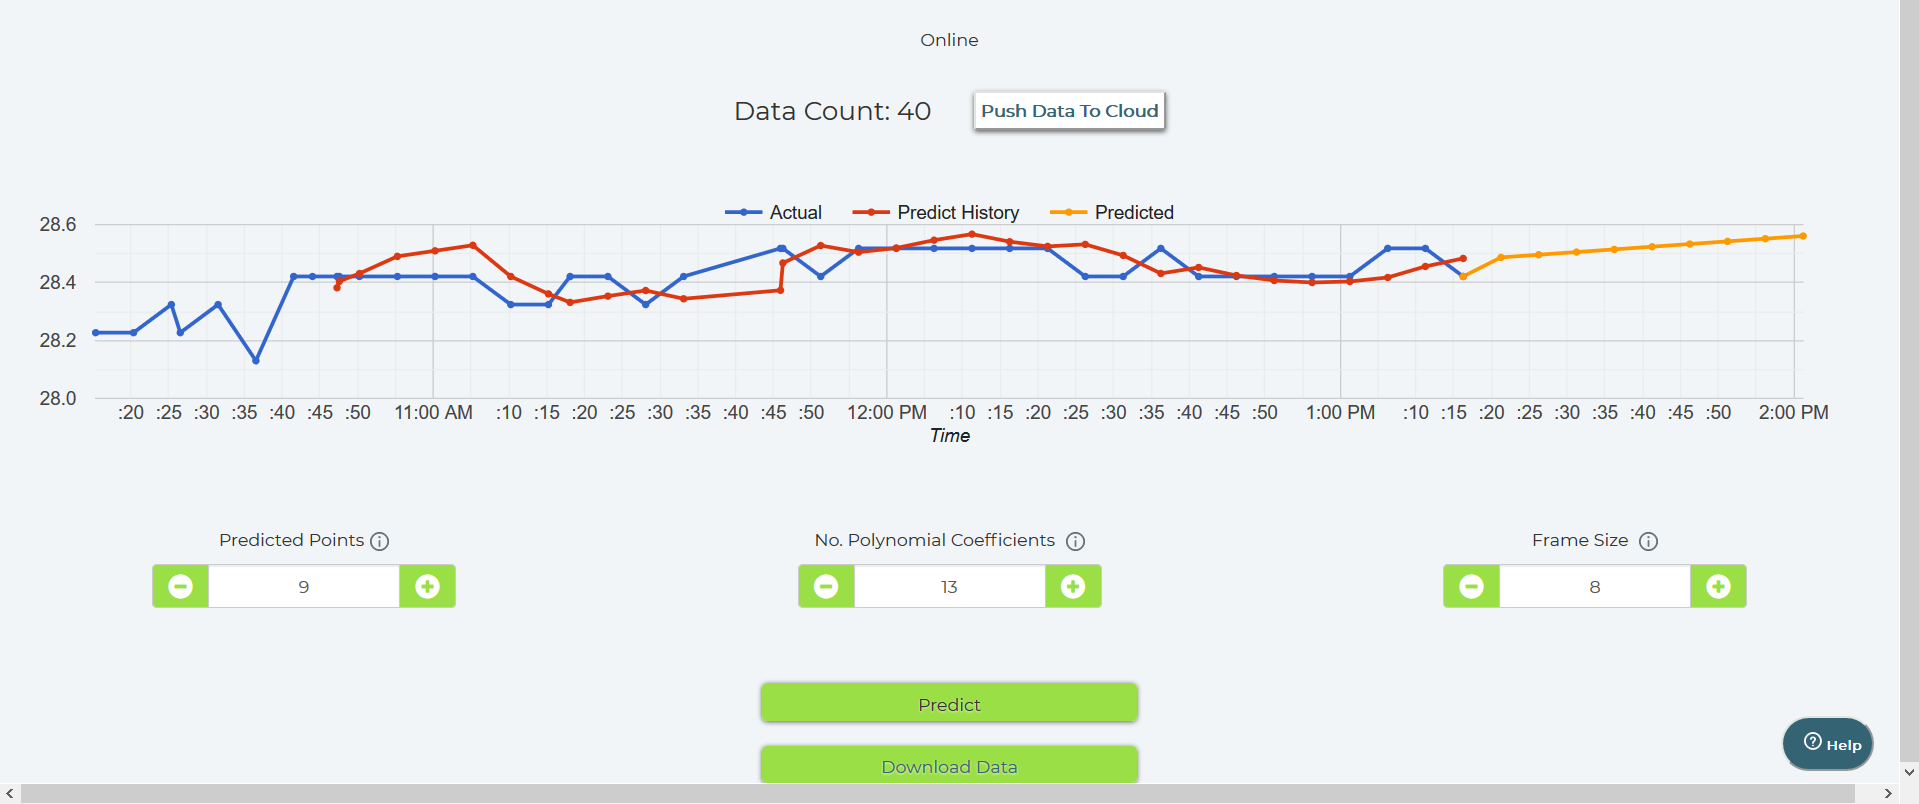 Online
Data Count: 40 Push Data To Cloud
Actual Predict History Predicted
28.6
28.4
28.2
28.0
:20 :25 :30 :35 :40 :45 :50 11:00 AM :10 :15 :20 :25 :30 :35 :40 :45 :50 12:00 PM :10 :15 :20 :25 :30 :35 :40 :45 :50 1:00 PM :10 :15 :20 :25 :30 :35 :40 :45 :50 2:00 PM
Time
Predicted Points No. Polynomial Coefficients Frame Size
9 13 8
Predict
Help
Download Data